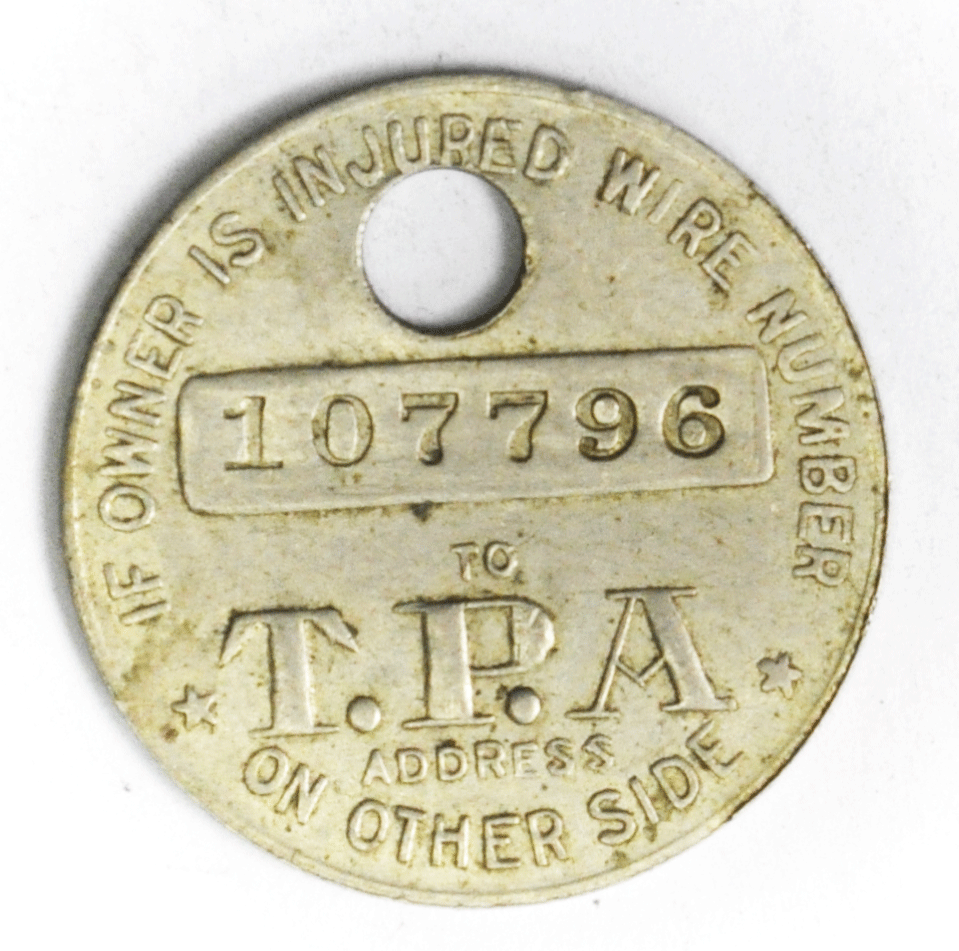 IF OWNER IS INJURED WIRE NUMBER
107796
TO
T.P.A
ADDRESS
ON OTHER SIDE